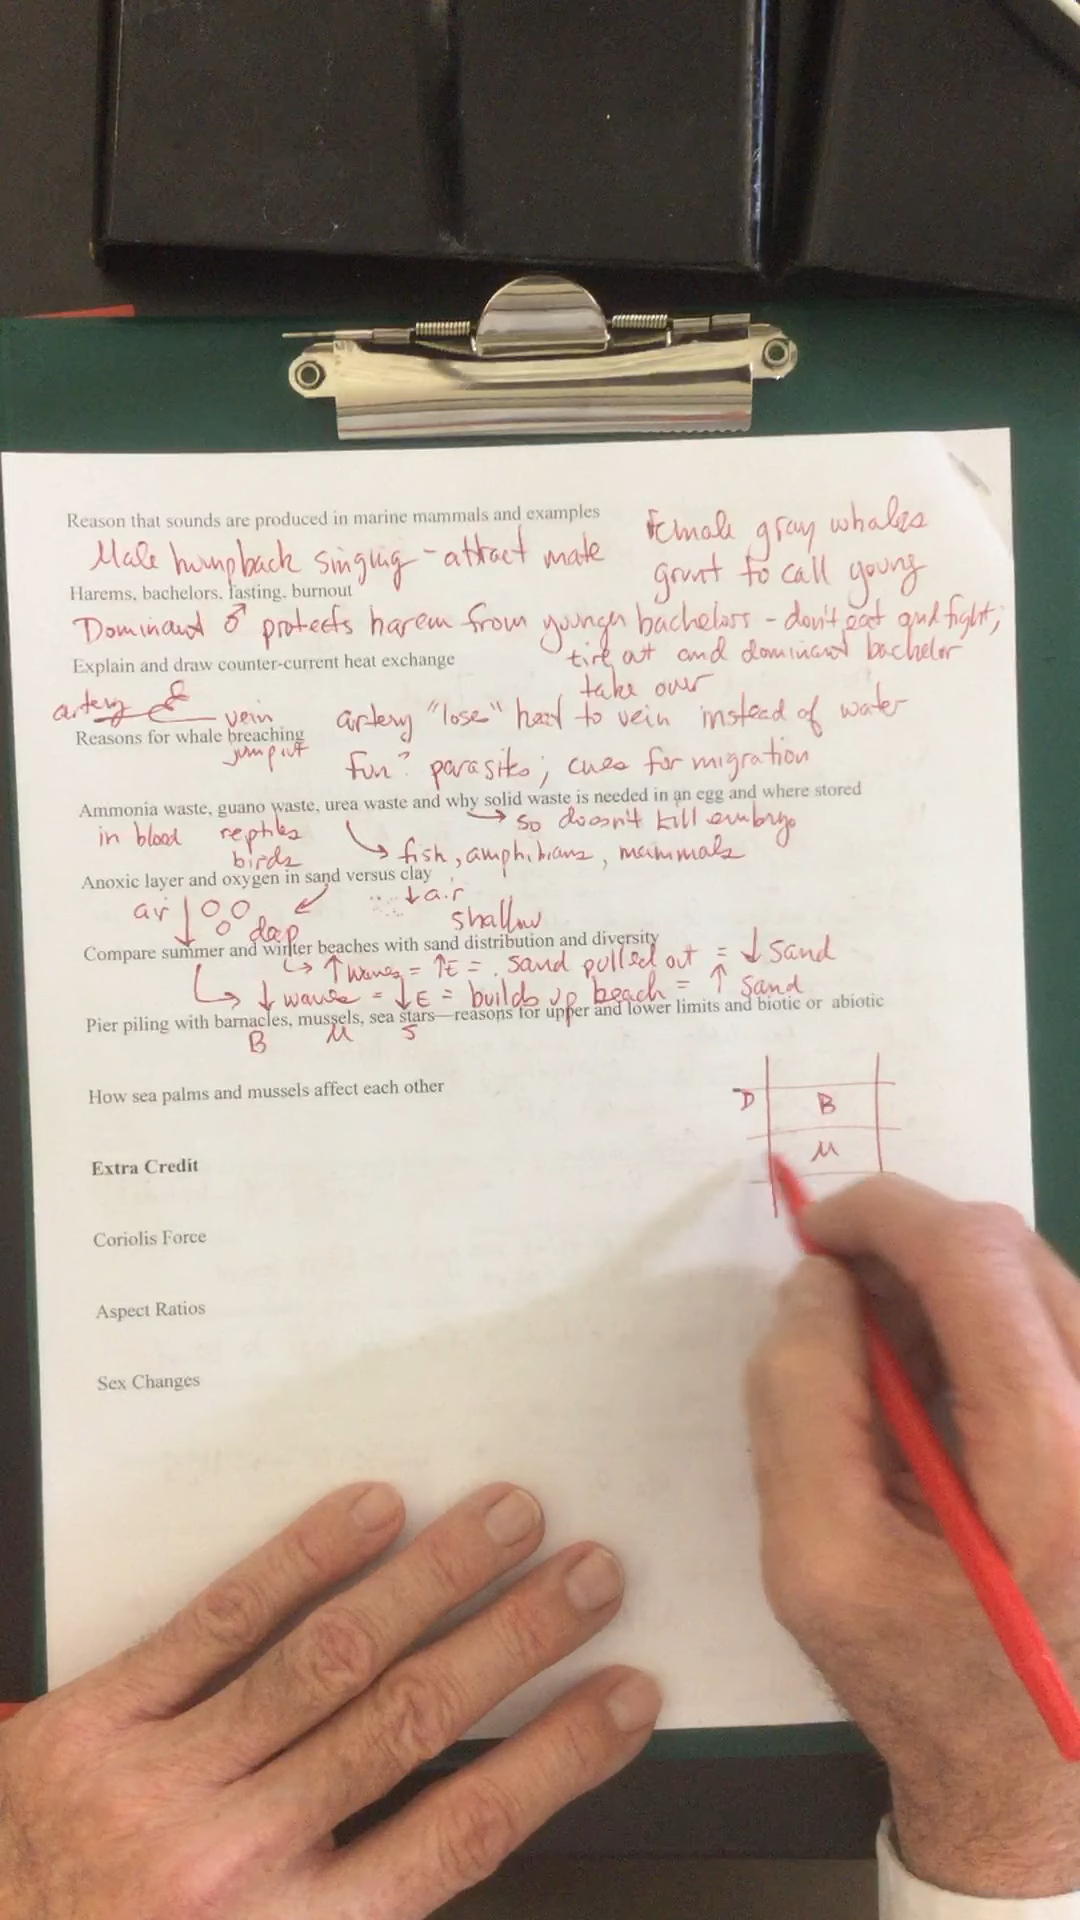 Reason that sounds are produced in marine mammals and examples
Female gray whales
Male humpback singing - attract mate
grunt to call young
Harems, bachelors, fasting, burnout
Dominant ♂ protects harem from younger bachelors - don't eat and fight;
tire out and dominant bachelor
take over
Explain and draw counter-current heat exchange
artery vein
artery "lose" heat to vein instead of water
Reasons for whale breaching
jump out
fun? parasites; cues for migration
Ammonia waste, guano waste, urea waste and why solid waste is needed in an egg and where stored
→ so doesn't kill embryo
in blood reptiles
birds
→ fish, amphibians, mammals
Anoxic layer and oxygen in sand versus clay
air ↓ deep
↓ air
shallow
Compare summer and winter beaches with sand distribution and diversity
→ ↑ waves = ↑E = sand pulled out = ↓ sand
→ ↓ waves = ↓E = builds up beach = ↑ sand
Pier piling with barnacles, mussels, sea stars—reasons for upper and lower limits and biotic or abiotic
B M S
How sea palms and mussels affect each other
D B
M
Extra Credit
Coriolis Force
Aspect Ratios
Sex Changes